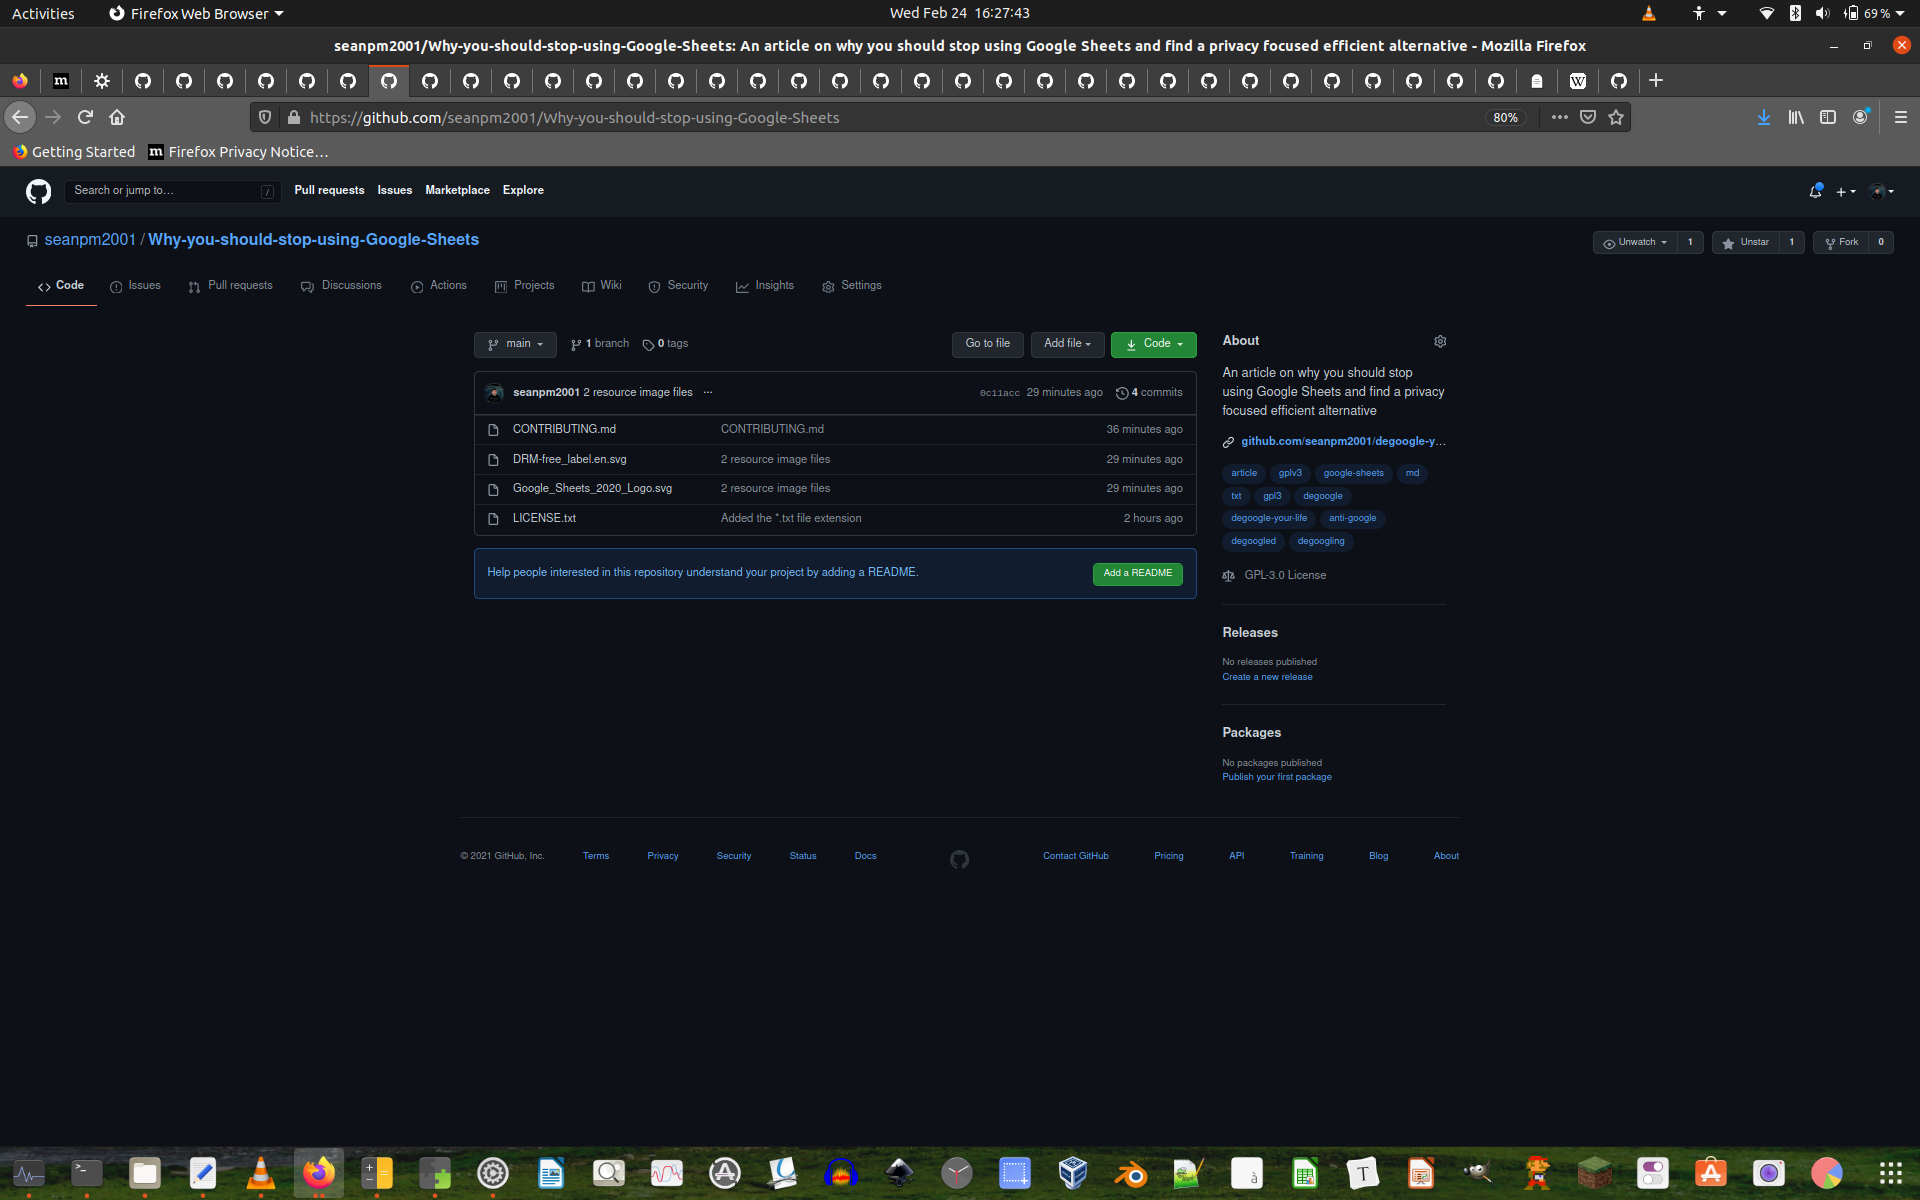 Activities Firefox Web Browser Wed Feb 24 16:27:43 69 %
seanpm2001/Why-you-should-stop-using-Google-Sheets: An article on why you should stop using Google Sheets and find a privacy focused efficient alternative - Mozilla Firefox
https://github.com/seanpm2001/Why-you-should-stop-using-Google-Sheets 80%
Getting Started Firefox Privacy Notice…
Search or jump to… / Pull requests Issues Marketplace Explore
seanpm2001 / Why-you-should-stop-using-Google-Sheets Unwatch 1 Unstar 1 Fork 0
Code Issues Pull requests Discussions Actions Projects Wiki Security Insights Settings
main 1 branch 0 tags Go to file Add file Code
seanpm2001 2 resource image files ... 0c11acc 29 minutes ago 4 commits
CONTRIBUTING.md CONTRIBUTING.md 36 minutes ago
DRM-free_label.en.svg 2 resource image files 29 minutes ago
Google_Sheets_2020_Logo.svg 2 resource image files 29 minutes ago
LICENSE.txt Added the *.txt file extension 2 hours ago
Help people interested in this repository understand your project by adding a README. Add a README
About
An article on why you should stop
using Google Sheets and find a privacy
focused efficient alternative
github.com/seanpm2001/degoogle-y…
article gplv3 google-sheets md
txt gpl3 degoogle
degoogle-your-life anti-google
degoogled degoogling
GPL-3.0 License
Releases
No releases published
Create a new release
Packages
No packages published
Publish your first package
© 2021 GitHub, Inc. Terms Privacy Security Status Docs Contact GitHub Pricing API Training Blog About